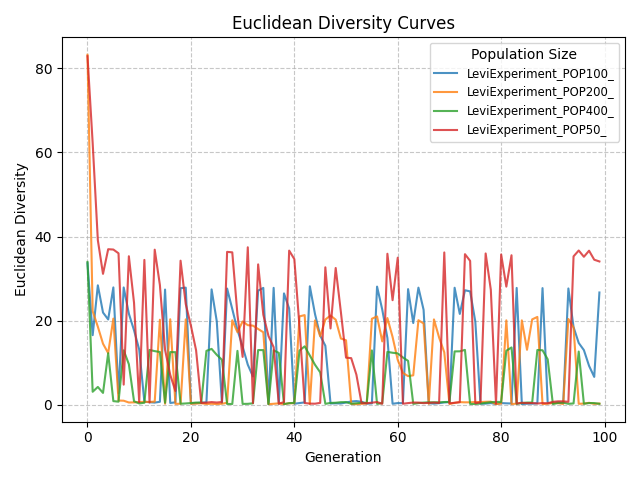 Euclidean Diversity Curves
Population Size
LeviExperiment_POP100_
LeviExperiment_POP200_
LeviExperiment_POP400_
LeviExperiment_POP50_
Euclidean Diversity
80
60
40
20
0
0
20
40
60
80
100
Generation